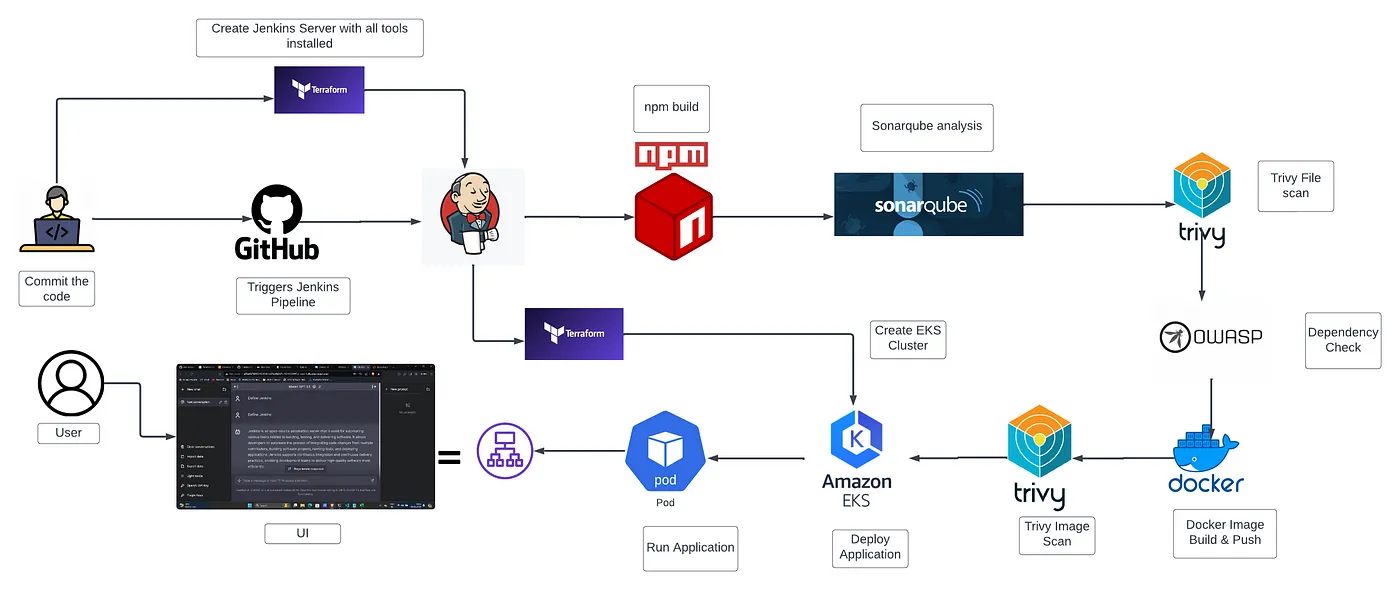 Create Jenkins Server with all tools
installed
Terraform
npm build
npm
Sonarqube analysis
sonarqube
Trivy File
scan
trivy
GitHub
Commit the
code
Triggers Jenkins
Pipeline
Terraform
Create EKS
Cluster
OWASP
Dependency
Check
User
UI
=
pod
Pod
Run Application
Amazon
EKS
Deploy
Application
trivy
Trivy Image
Scan
docker
Docker Image
Build & Push